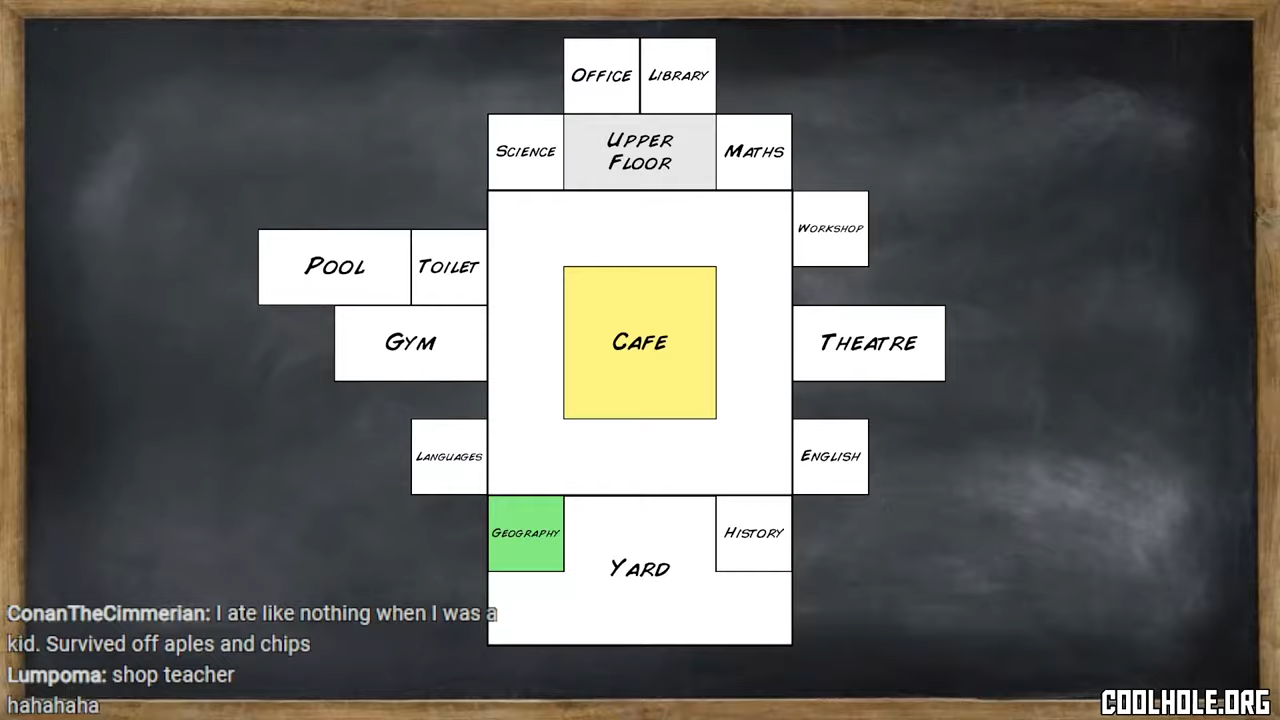 OFFICE LIBRARY
SCIENCE UPPER FLOOR MATHS
WORKSHOP
POOL TOILET
GYM CAFE THEATRE
LANGUAGES ENGLISH
GEOGRAPHY HISTORY
YARD
ConanTheCimmerian: I ate like nothing when I was a
kid. Survived off aples and chips
Lumpoma: shop teacher
hahahaha
COOLHOLE.ORG